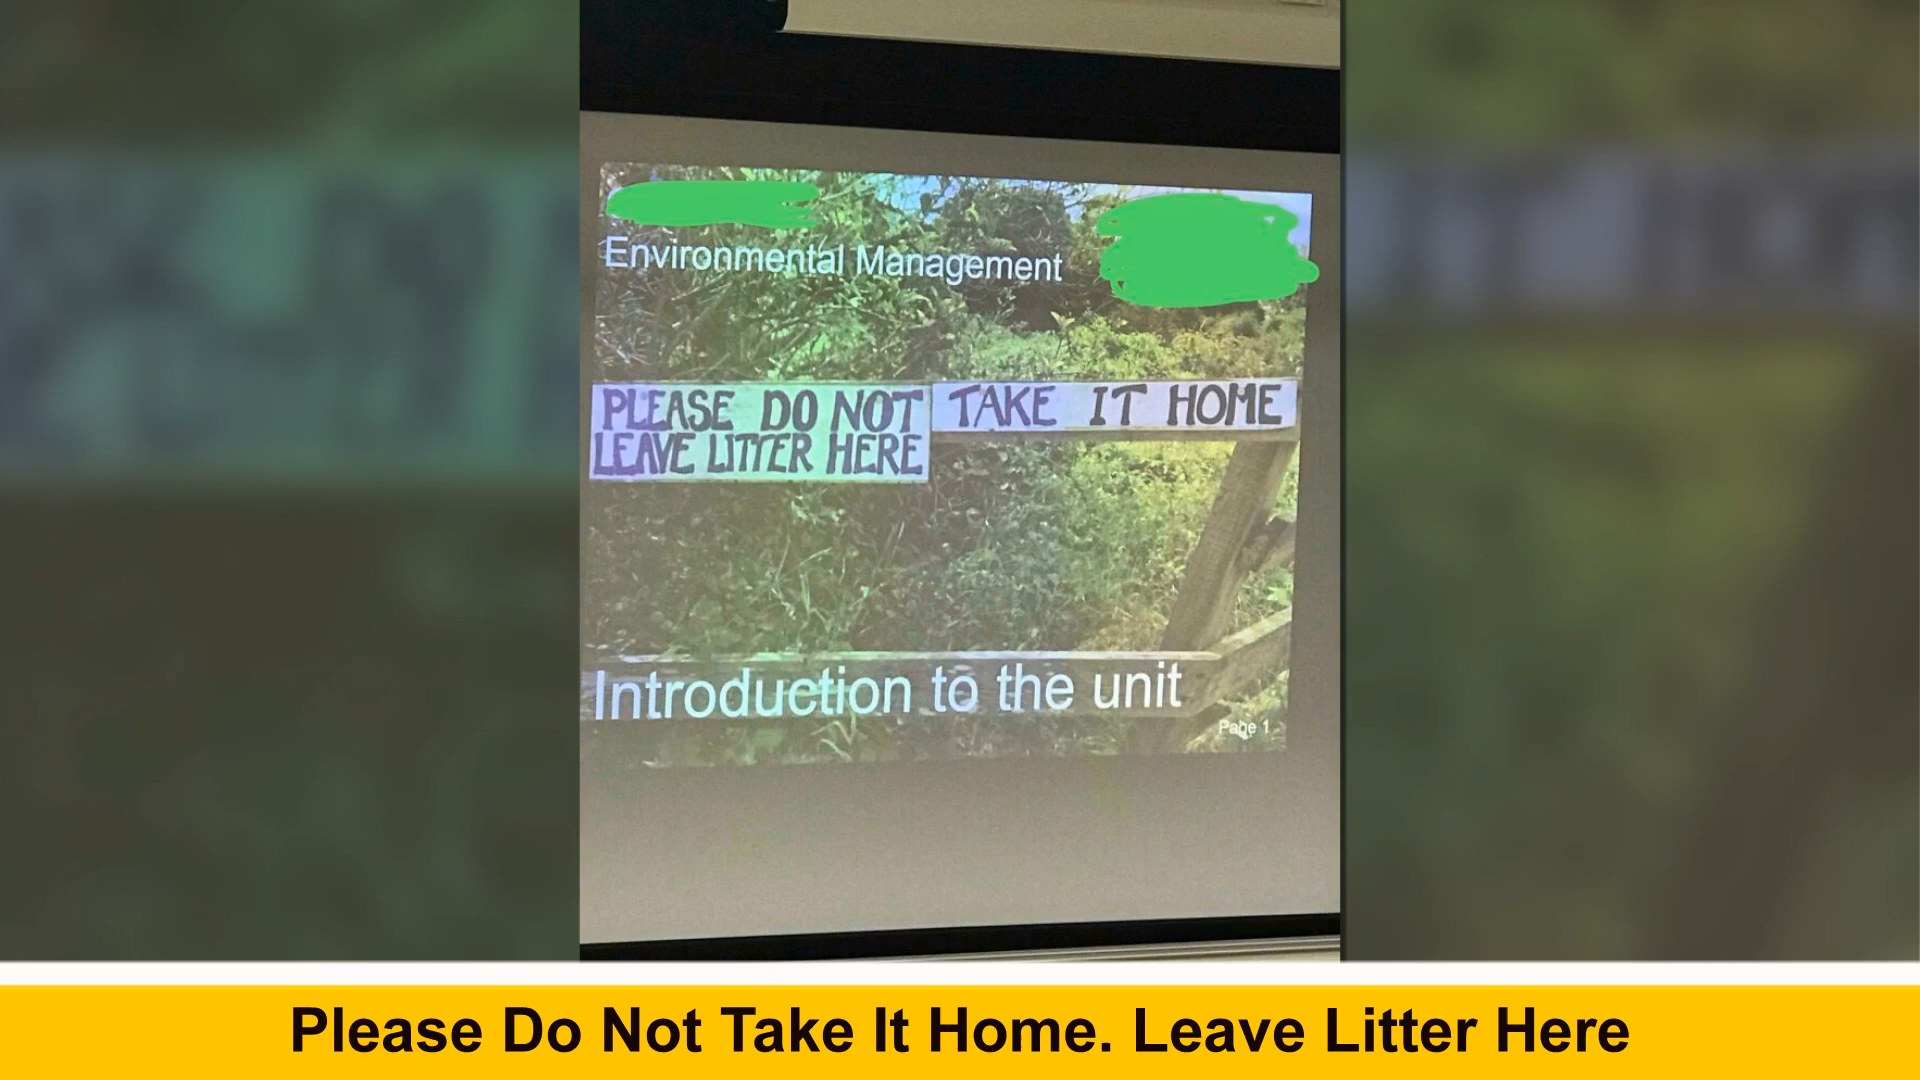 Environmental Management
PLEASE DO NOT
LEAVE LITTER HERE
TAKE IT HOME
Introduction to the unit
Page 1
Please Do Not Take It Home. Leave Litter Here